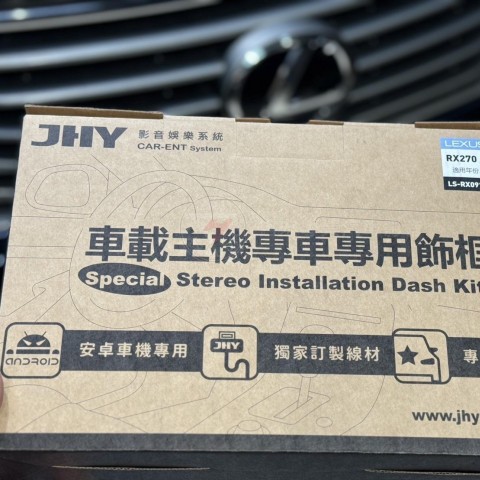 JHY 影音娛樂系統
CAR-ENT System
LEXUS
RX270
適用年份
LS-RX09
車載主機專車專用飾框
Special Stereo Installation Dash Kit
ANDROID 安卓車機專用
JHY 獨家訂製線材
專
www.jhy